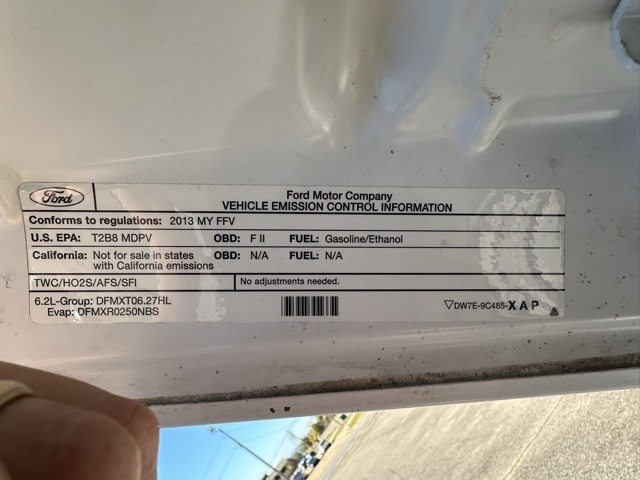 Ford
Ford Motor Company
VEHICLE EMISSION CONTROL INFORMATION
Conforms to regulations: 2013 MY FFV
U.S. EPA: T2B8 MDPV OBD: F II FUEL: Gasoline/Ethanol
California: Not for sale in states OBD: N/A FUEL: N/A
with California emissions
TWC/HO2S/AFS/SFI No adjustments needed.
6.2L-Group: DFMXT06.27HL
Evap: DFMXR0250NBS
▽DW7E-9C485-XAP